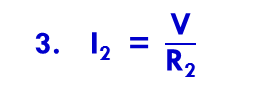 3. I₂ = V / R₂